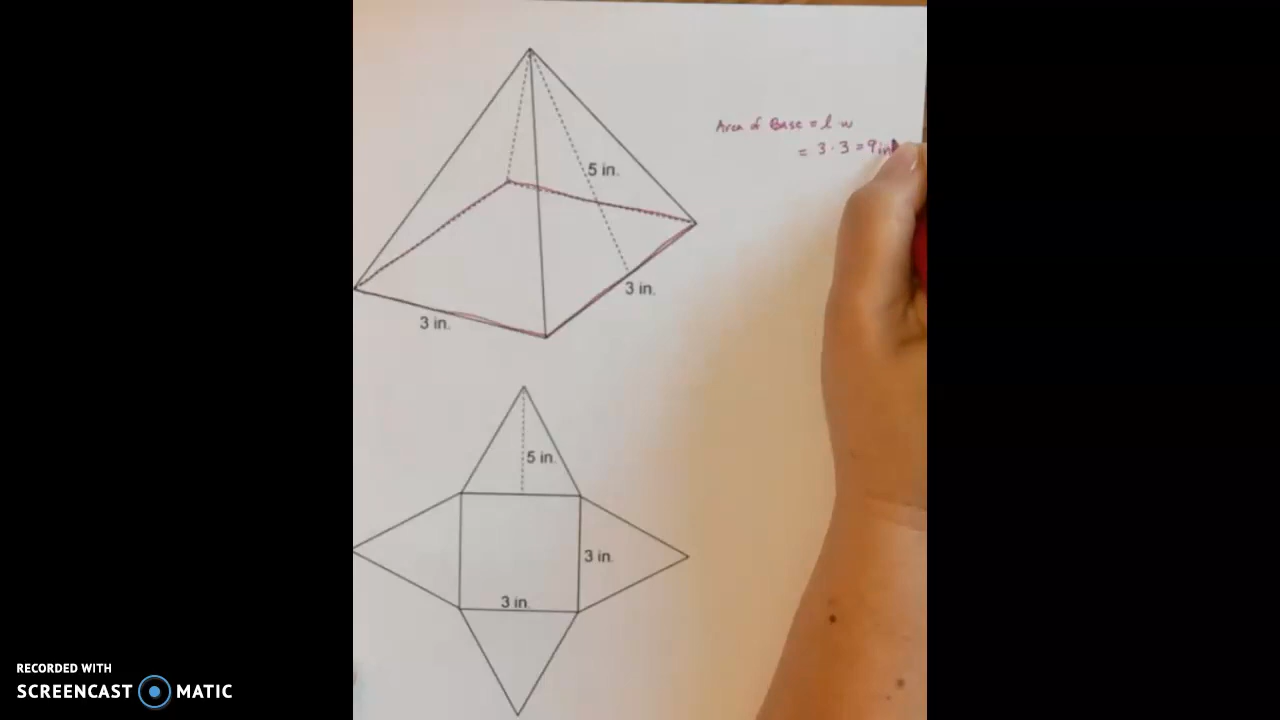 Area of Base = l · w
= 3 · 3 = 9 in
5 in.
3 in.
3 in.
5 in.
3 in.
3 in.
RECORDED WITH
SCREENCAST MATIC